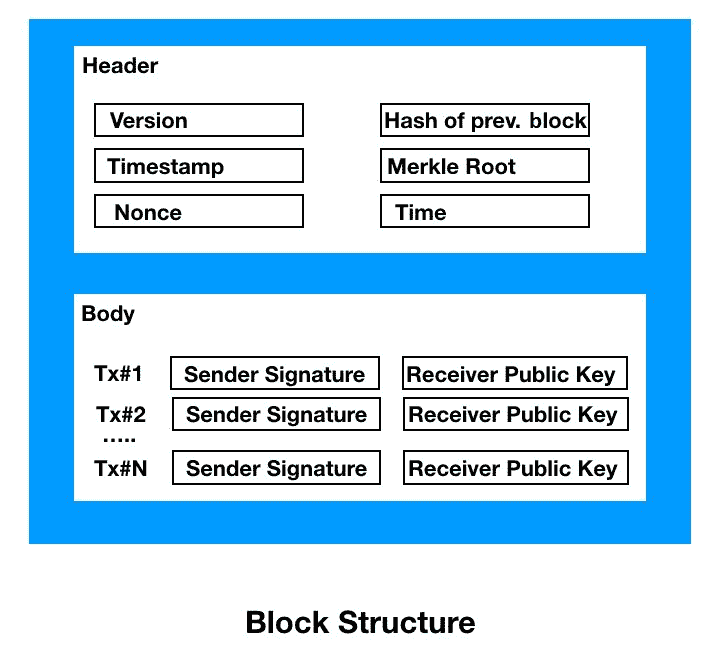 Header
Version
Hash of prev. block
Timestamp
Merkle Root
Nonce
Time
Body
Tx#1 Sender Signature Receiver Public Key
Tx#2 Sender Signature Receiver Public Key
.....
Tx#N Sender Signature Receiver Public Key
Block Structure